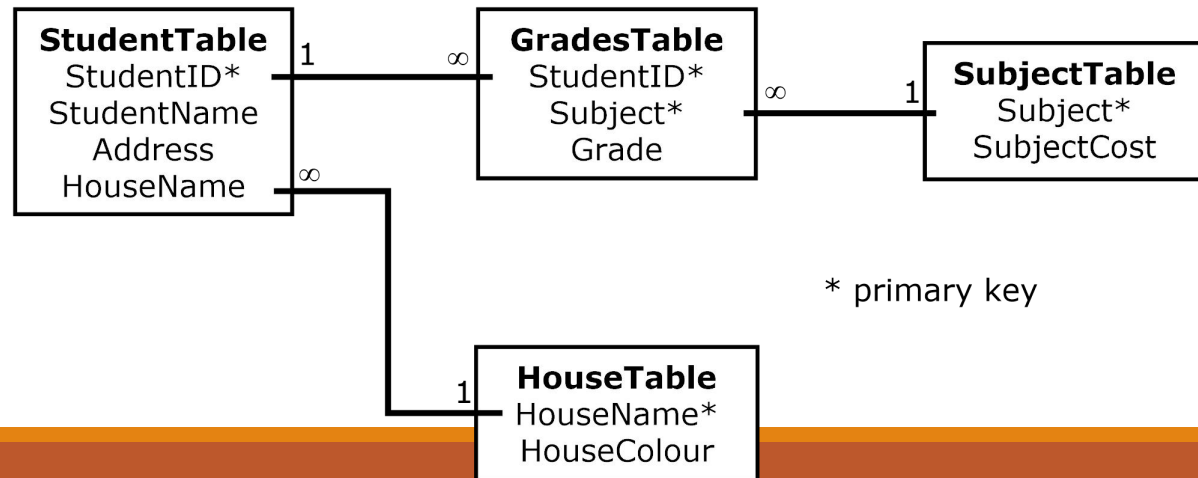 StudentTable
StudentID*
StudentName
Address
HouseName
1
∞
∞
GradesTable
StudentID*
Subject*
Grade
∞
1
SubjectTable
Subject*
SubjectCost
* primary key
1
HouseTable
HouseName*
HouseColour